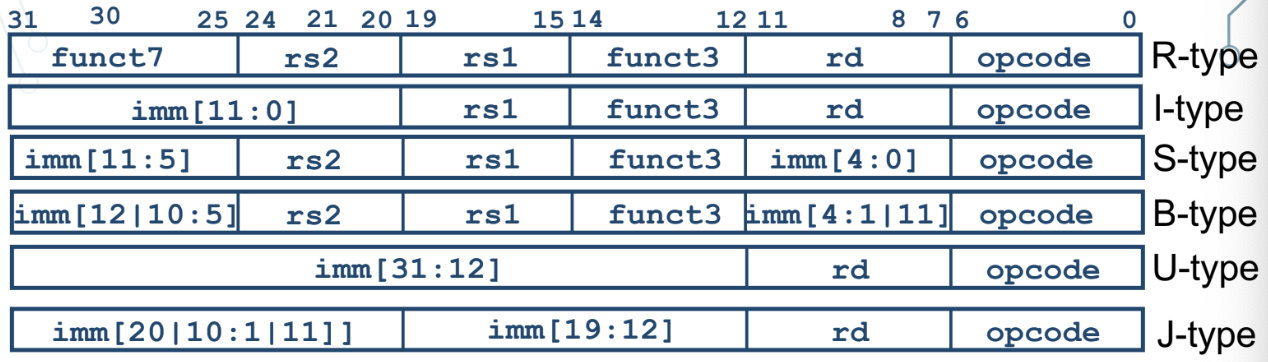 31 30 25 24 21 20 19 15 14 12 11 8 7 6 0
funct7 rs2 rs1 funct3 rd opcode R-type
imm[11:0] rs1 funct3 rd opcode I-type
imm[11:5] rs2 rs1 funct3 imm[4:0] opcode S-type
imm[12|10:5] rs2 rs1 funct3 imm[4:1|11] opcode B-type
imm[31:12] rd opcode U-type
imm[20|10:1|11]] imm[19:12] rd opcode J-type